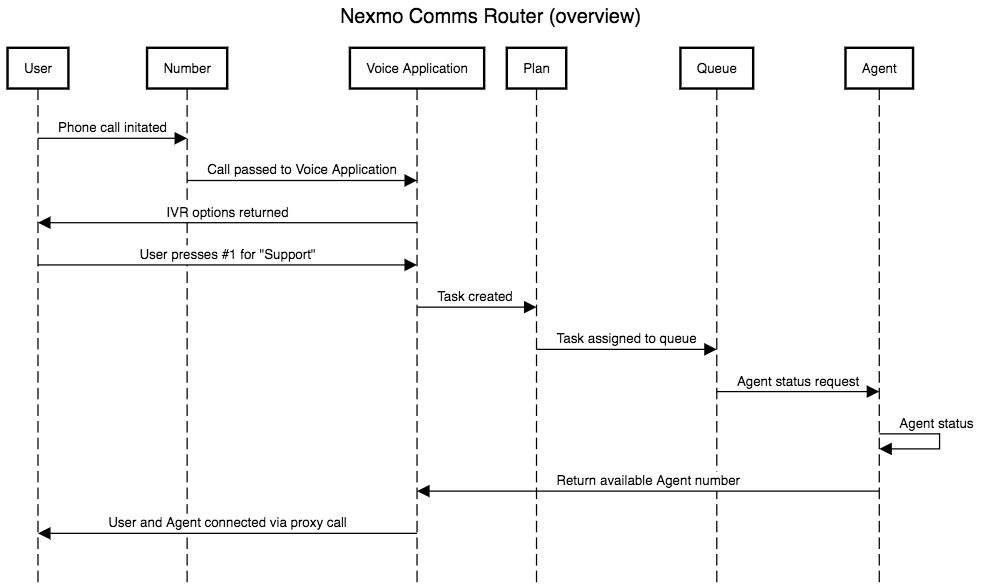 Nexmo Comms Router (overview)
User
Number
Voice Application
Plan
Queue
Agent
Phone call initated
Call passed to Voice Application
IVR options returned
User presses #1 for "Support"
Task created
Task assigned to queue
Agent status request
Agent status
Return available Agent number
User and Agent connected via proxy call